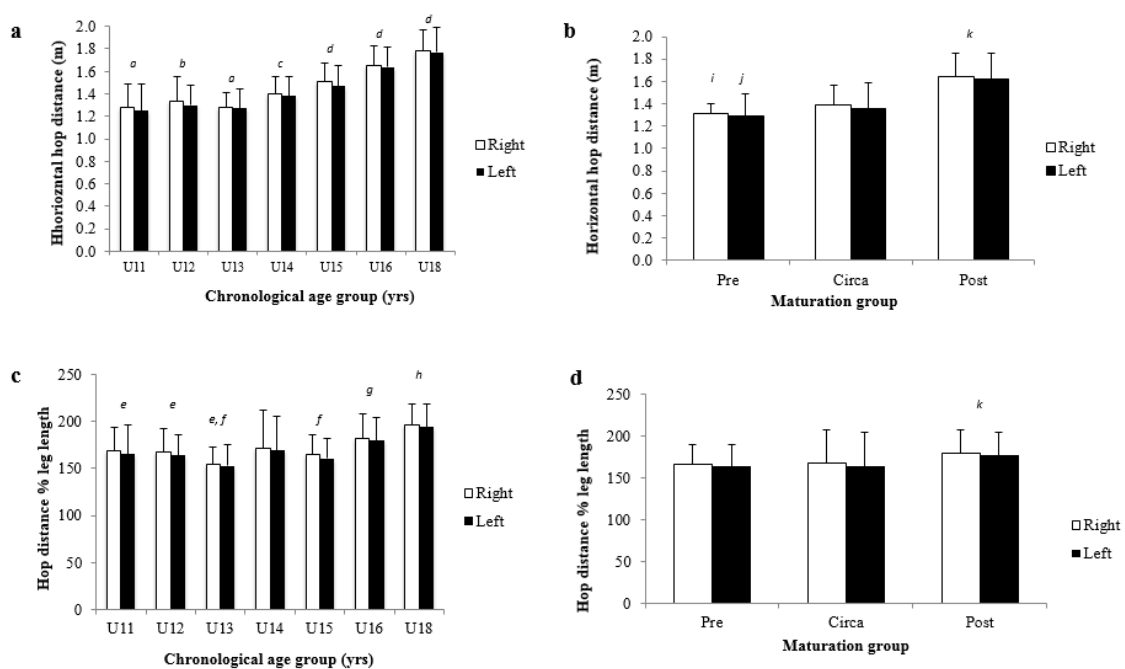 a
Hhoriozntal hop distance (m)
2.0
1.8
1.6
1.4
1.2
1.0
0.8
0.6
0.4
0.2
0.0
a
b
a
c
d
d
d
U11 U12 U13 U14 U15 U16 U18
Chronological age group (yrs)
Right
Left
b
Horizontal hop distance (m)
2.0
1.8
1.6
1.4
1.2
1.0
0.8
0.6
0.4
0.2
0.0
i
j
k
Pre Circa Post
Maturation group
Right
Left
c
Hop distance % leg length
250
200
150
100
50
0
e
e
e, f
f
g
h
U11 U12 U13 U14 U15 U16 U18
Chronological age group (yrs)
Right
Left
d
Hop distance % leg length
250
200
150
100
50
0
k
Pre Circa Post
Maturation group
Right
Left